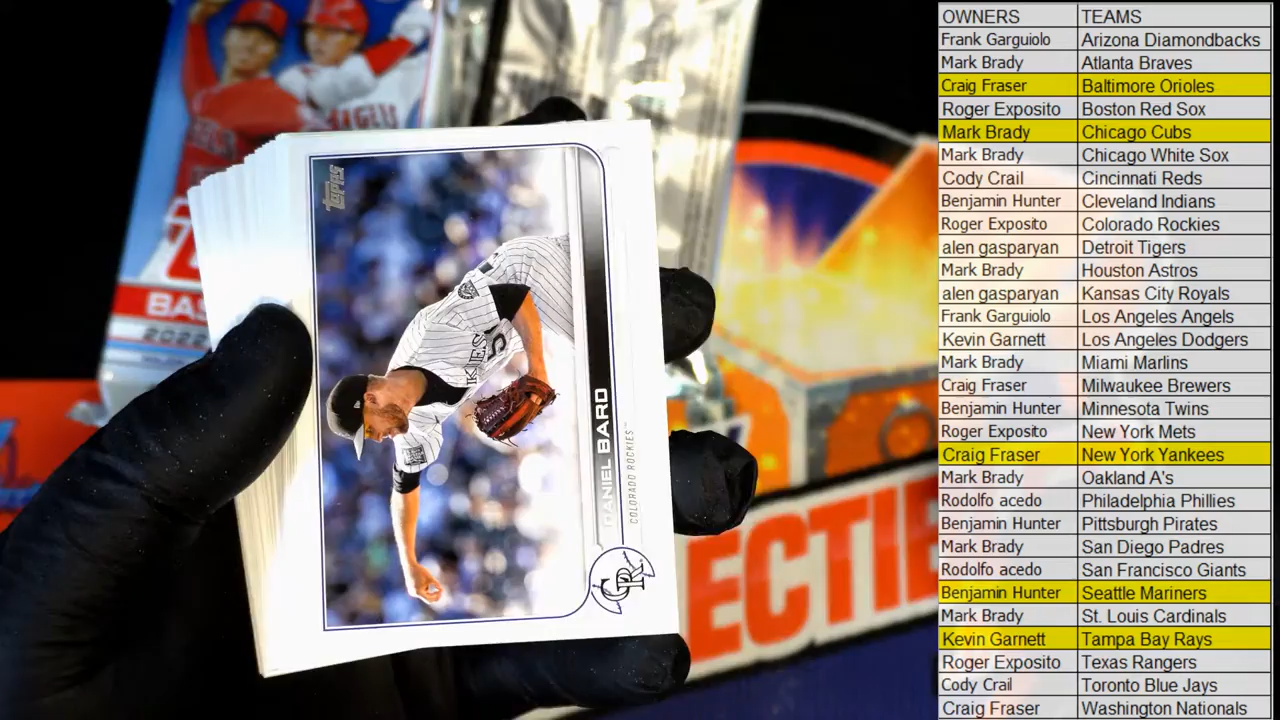 OWNERS TEAMS
Frank Garguiolo Arizona Diamondbacks
Mark Brady Atlanta Braves
Craig Fraser Baltimore Orioles
Roger Exposito Boston Red Sox
Mark Brady Chicago Cubs
Mark Brady Chicago White Sox
Cody Crail Cincinnati Reds
Benjamin Hunter Cleveland Indians
Roger Exposito Colorado Rockies
alen gasparyan Detroit Tigers
Mark Brady Houston Astros
alen gasparyan Kansas City Royals
Frank Garguiolo Los Angeles Angels
Kevin Garnett Los Angeles Dodgers
Mark Brady Miami Marlins
Craig Fraser Milwaukee Brewers
Benjamin Hunter Minnesota Twins
Roger Exposito New York Mets
Craig Fraser New York Yankees
Mark Brady Oakland A's
Rodolfo acedo Philadelphia Phillies
Benjamin Hunter Pittsburgh Pirates
Mark Brady San Diego Padres
Rodolfo acedo San Francisco Giants
Benjamin Hunter Seattle Mariners
Mark Brady St. Louis Cardinals
Kevin Garnett Tampa Bay Rays
Roger Exposito Texas Rangers
Cody Crail Toronto Blue Jays
Craig Fraser Washington Nationals
Topps
DANIEL BARD
COLORADO ROCKIES™
CR
KIES
5
BAS
2022
ECTIE